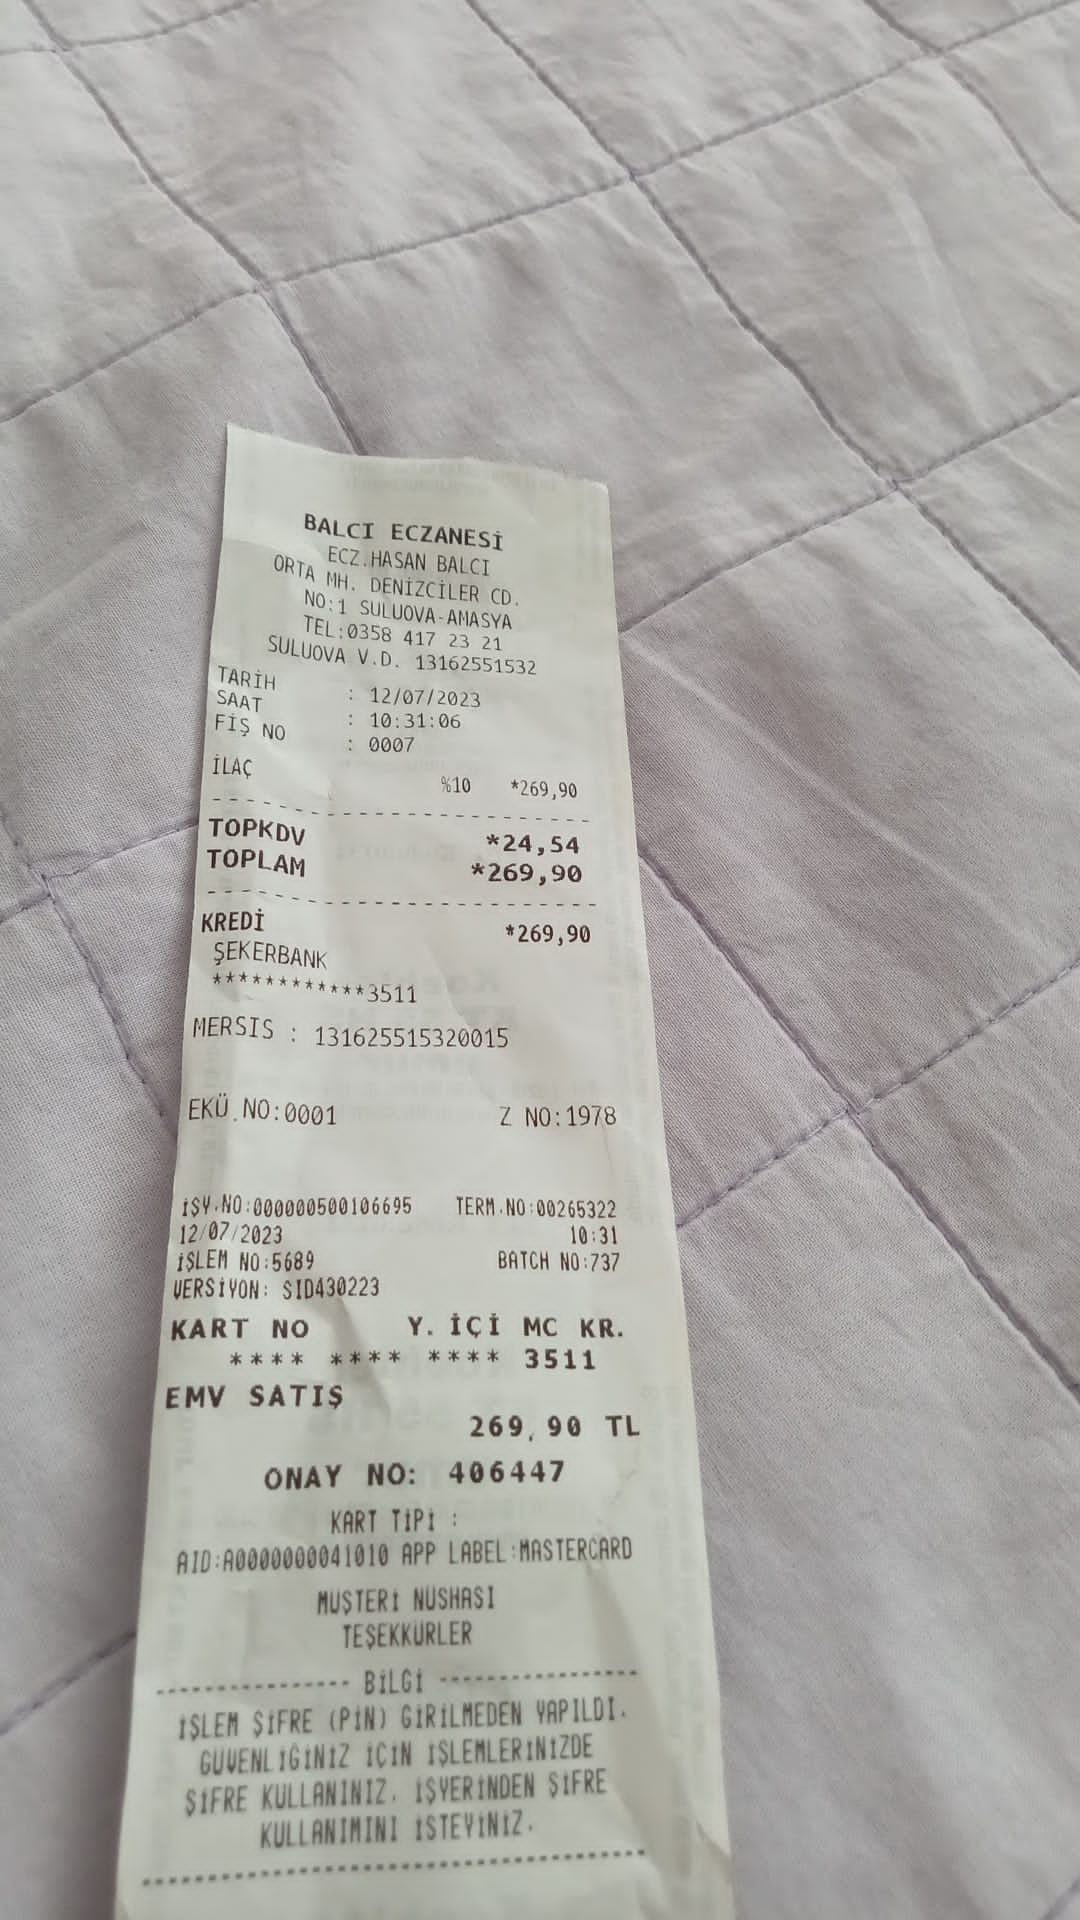 BALCI ECZANESİ
ECZ.HASAN BALCI
ORTA MH. DENİZCİLER CD.
NO:1 SULUOVA-AMASYA
TEL:0358 417 23 21
SULUOVA V.D. 13162551532
TARİH : 12/07/2023
SAAT : 10:31:06
FİŞ NO : 0007
İLAÇ %10 *269,90
TOPKDV *24,54
TOPLAM *269,90
KREDİ *269,90
ŞEKERBANK
************3511
MERSIS : 131625515320015
EKÜ NO:0001 Z NO:1978
İŞY.NO:000000500106695 TERM.NO:00265322
12/07/2023 10:31
İŞLEM NO:5689 BATCH NO:737
VERSİYON: SID430223
KART NO Y. İÇİ MC KR.
**** **** **** 3511
EMV SATIŞ
269,90 TL
ONAY NO: 406447
KART TİPİ :
AID:A0000000041010 APP LABEL:MASTERCARD
MÜŞTERİ NÜSHASI
TEŞEKKÜRLER
--------------- BİLGİ ---------------
İŞLEM ŞİFRE (PİN) GİRİLMEDEN YAPILDI.
GÜVENLİĞİNİZ İÇİN İŞLEMLERİNİZDE
ŞİFRE KULLANINIZ. İŞYERİNDEN ŞİFRE
KULLANIMINI İSTEYİNİZ.